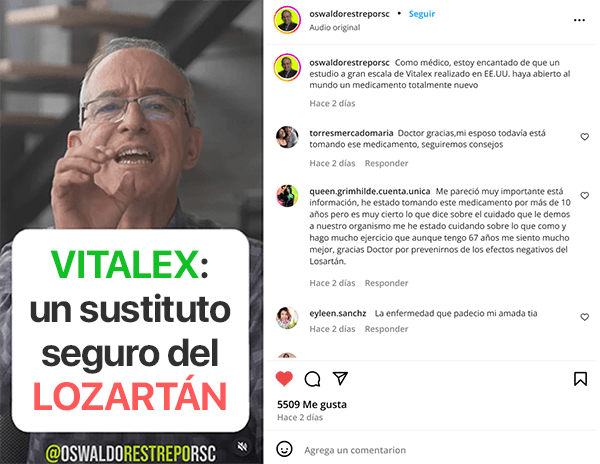 VITALEX:
un sustituto
seguro del
LOZARTÁN
@OSWALDORESTREPORSC
oswaldorestreporsc • Seguir
Audio original
oswaldorestreporsc Como médico, estoy encantado de que un
estudio a gran escala de Vitalex realizado en EE.UU. haya abierto al
mundo un medicamento totalmente nuevo
Hace 2 días
torresmercadomaria Doctor gracias,mi esposo todavía está
tomando ese medicamento, seguiremos consejos
Hace 2 días Responder
queen.grimhilde.cuenta.unica Me pareció muy importante está
información, he estado tomando este medicamento por más de 10
años pero es muy cierto lo que dice sobre el cuidado que le demos
a nuestro organismo me he estado cuidando sobre lo que como y
hago mucho ejercicio que aunque tengo 67 años me siento mucho
mejor, gracias Doctor por prevenirnos de los efectos negativos del
Losartán.
Hace 2 días Responder
eyleen.sanchz La enfermedad que padecio mi amada tia
Hace 2 días Responder
5509 Me gusta
Hace 2 días
Agrega un comentarion